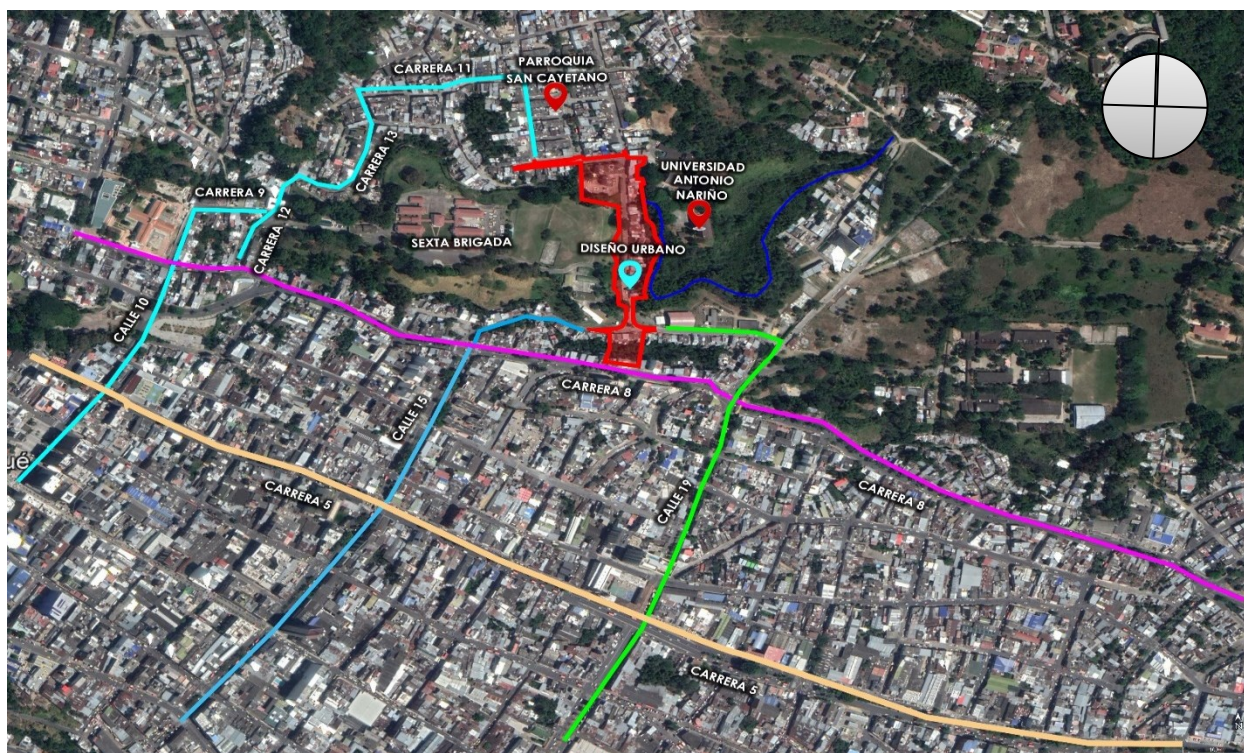 CARRERA 11
PARROQUIA
SAN CAYETANO
CARRERA 13
UNIVERSIDAD
ANTONIO
NARIÑO
CARRERA 9
CARRERA 12
SEXTA BRIGADA
DISEÑO URBANO
CALLE 10
CARRERA 8
CALLE 15
ué
CARRERA 5
CALLE 19
CARRERA 8
CARRERA 5